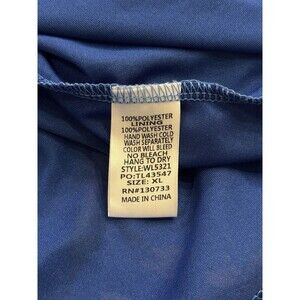 100%POLYESTER
LINING
100%POLYESTER
HAND WASH COLD
WASH SEPARATELY
COLOR WILL BLEED
NO BLEACH
HANG TO DRY
STYLE:WL5321
PO:TL43547
SIZE: XL
RN#130733
MADE IN CHINA